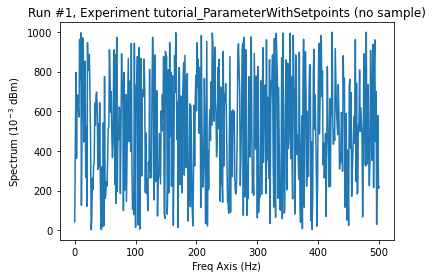 Run #1, Experiment tutorial_ParameterWithSetpoints (no sample)
Spectrum (10⁻³ dBm)
1000
800
600
400
200
0
0 100 200 300 400 500
Freq Axis (Hz)